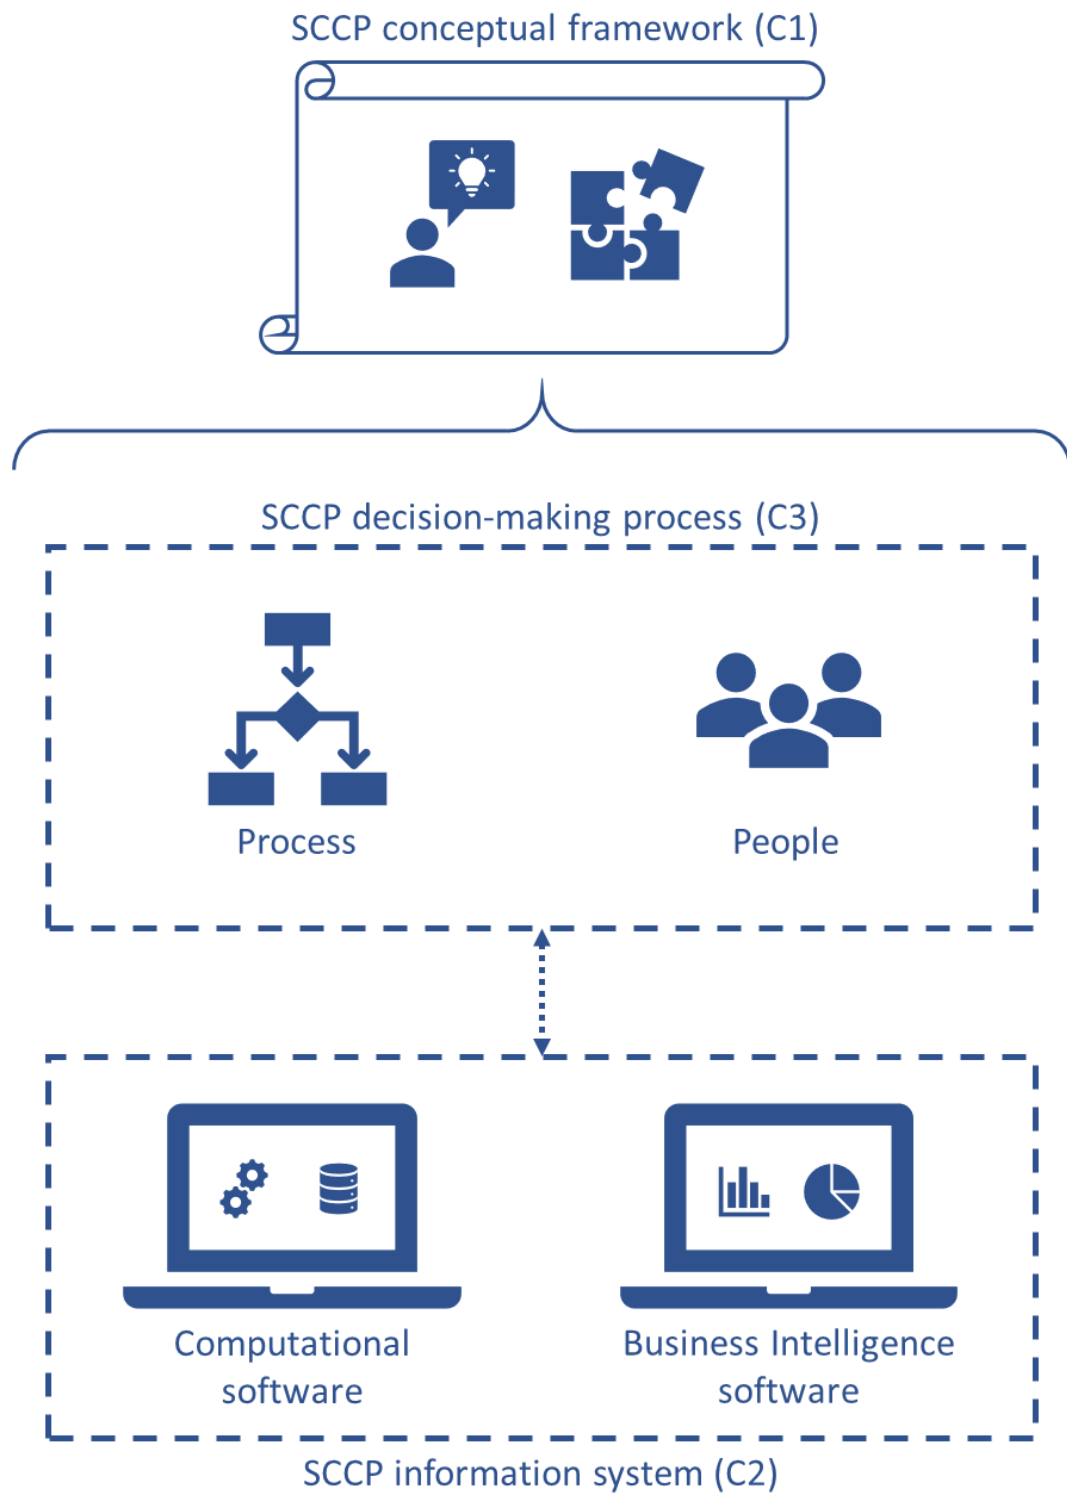 SCCP conceptual framework (C1)
SCCP decision-making process (C3)
Process
People
Computational
software
Business Intelligence
software
SCCP information system (C2)